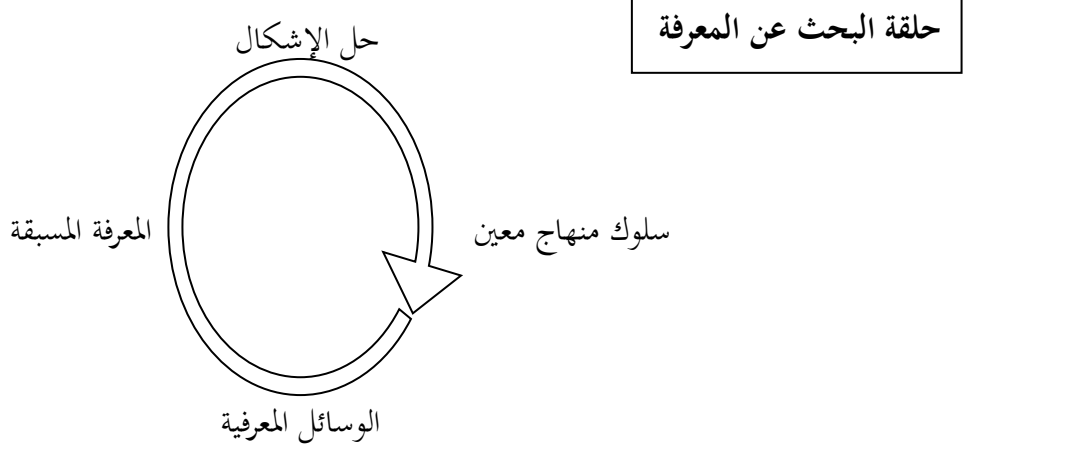 حلقة البحث عن المعرفة
حل الإشكال
سلوك منهاج معين
المعرفة المسبقة
الوسائل المعرفية